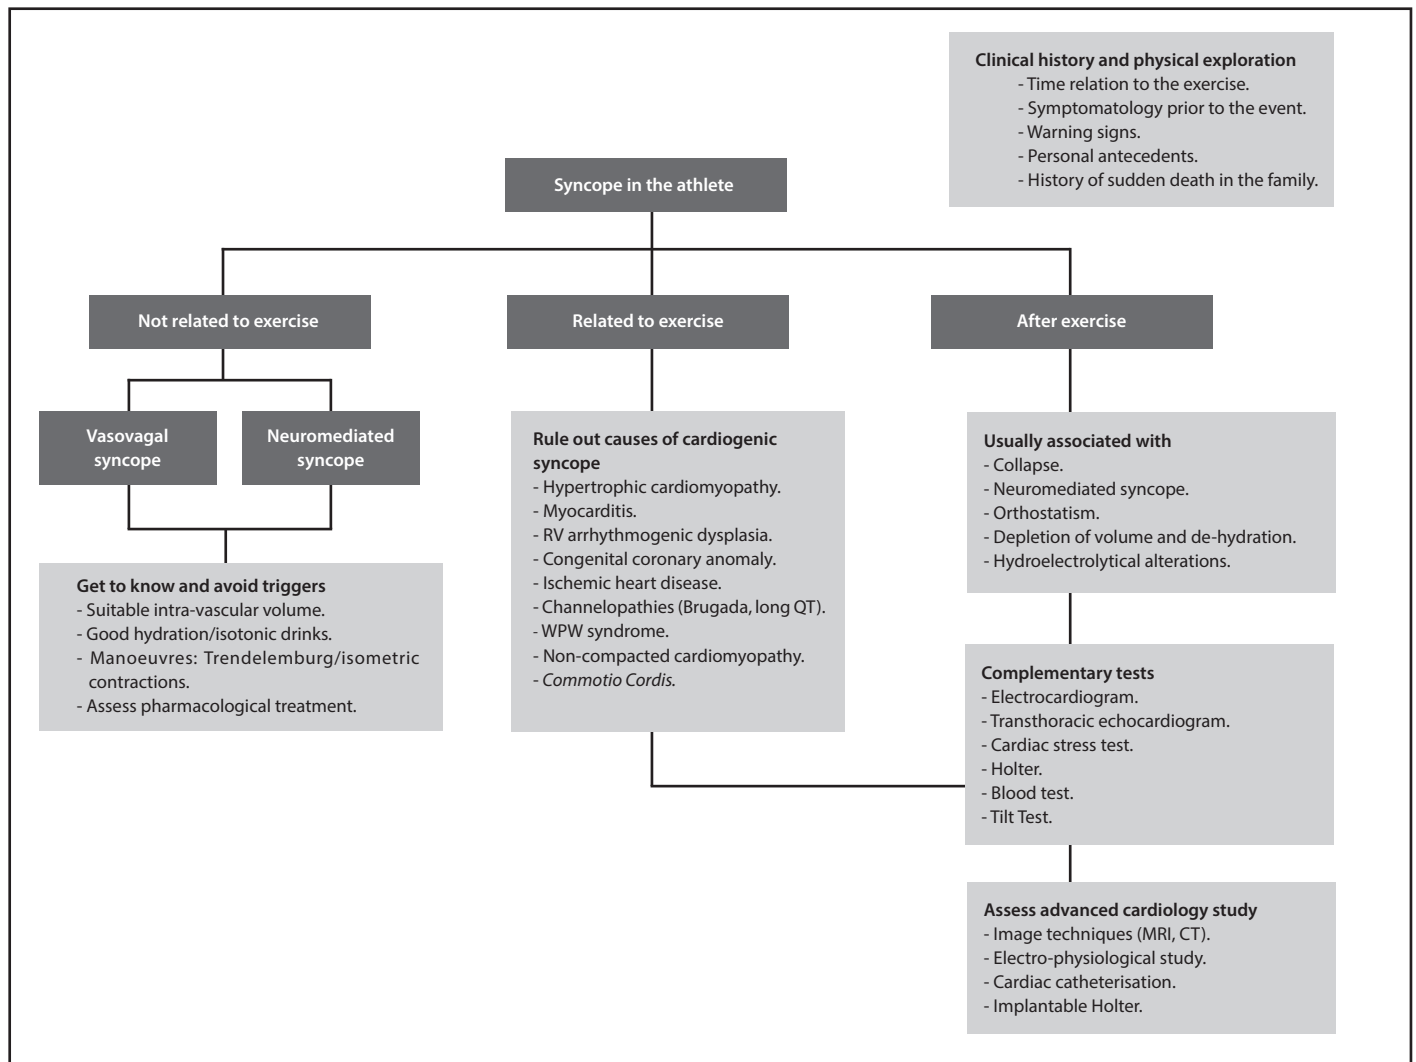 Clinical history and physical exploration
- Time relation to the exercise.
- Symptomatology prior to the event.
- Warning signs.
- Personal antecedents.
- History of sudden death in the family.
Syncope in the athlete
Not related to exercise
Related to exercise
After exercise
Vasovagal
syncope
Neuromediated
syncope
Get to know and avoid triggers
- Suitable intra-vascular volume.
- Good hydration/isotonic drinks.
- Manoeuvres: Trendelemburg/isometric
contractions.
- Assess pharmacological treatment.
Rule out causes of cardiogenic
syncope
- Hypertrophic cardiomyopathy.
- Myocarditis.
- RV arrhythmogenic dysplasia.
- Congenital coronary anomaly.
- Ischemic heart disease.
- Channelopathies (Brugada, long QT).
- WPW syndrome.
- Non-compacted cardiomyopathy.
- Commotio Cordis.
Usually associated with
- Collapse.
- Neuromediated syncope.
- Orthostatism.
- Depletion of volume and de-hydration.
- Hydroelectrolytical alterations.
Complementary tests
- Electrocardiogram.
- Transthoracic echocardiogram.
- Cardiac stress test.
- Holter.
- Blood test.
- Tilt Test.
Assess advanced cardiology study
- Image techniques (MRI, CT).
- Electro-physiological study.
- Cardiac catheterisation.
- Implantable Holter.